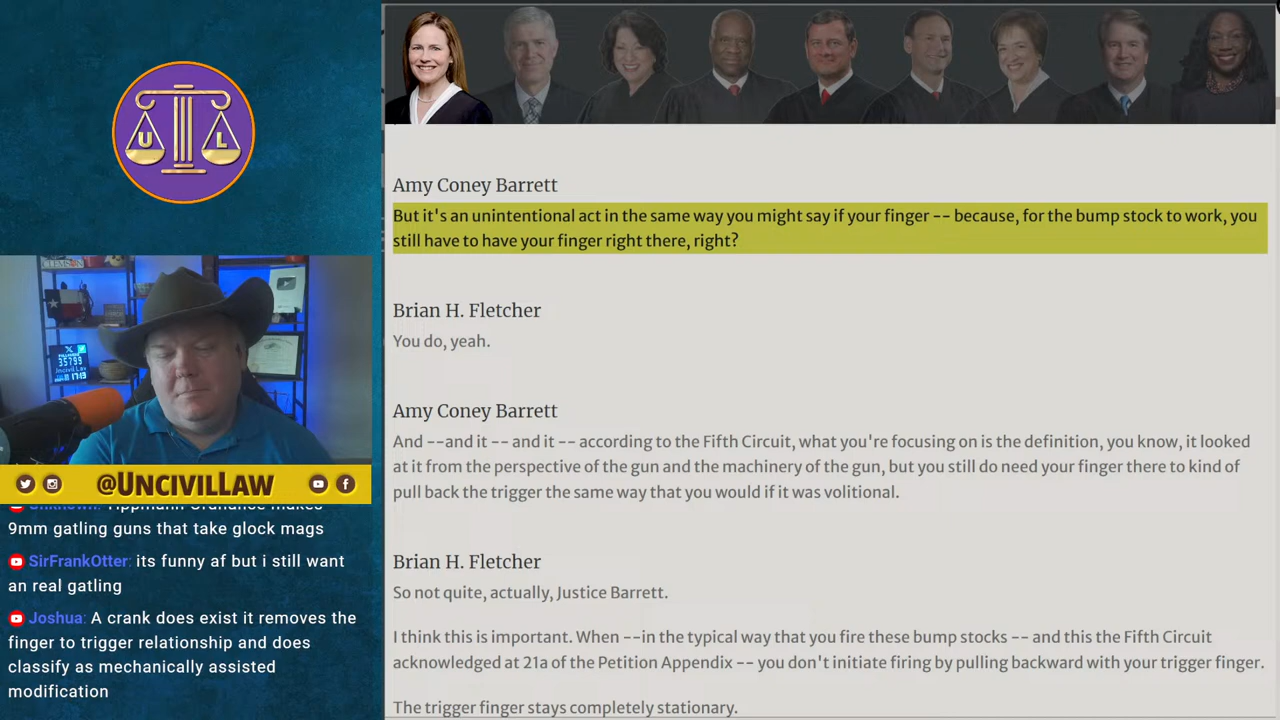 U L
CLEMSON
35799
UncivilLaw
@UNCIVILLAW
Unknown: Tippmann Ordnance makes
9mm gatling guns that take glock mags
SirFrankOtter: its funny af but i still want
an real gatling
Joshua: A crank does exist it removes the
finger to trigger relationship and does
classify as mechanically assisted
modification
Amy Coney Barrett
But it's an unintentional act in the same way you might say if your finger -- because, for the bump stock to work, you
still have to have your finger right there, right?
Brian H. Fletcher
You do, yeah.
Amy Coney Barrett
And --and it -- and it -- according to the Fifth Circuit, what you're focusing on is the definition, you know, it looked
at it from the perspective of the gun and the machinery of the gun, but you still do need your finger there to kind of
pull back the trigger the same way that you would if it was volitional.
Brian H. Fletcher
So not quite, actually, Justice Barrett.
I think this is important. When --in the typical way that you fire these bump stocks -- and this the Fifth Circuit
acknowledged at 21a of the Petition Appendix -- you don't initiate firing by pulling backward with your trigger finger.
The trigger finger stays completely stationary.